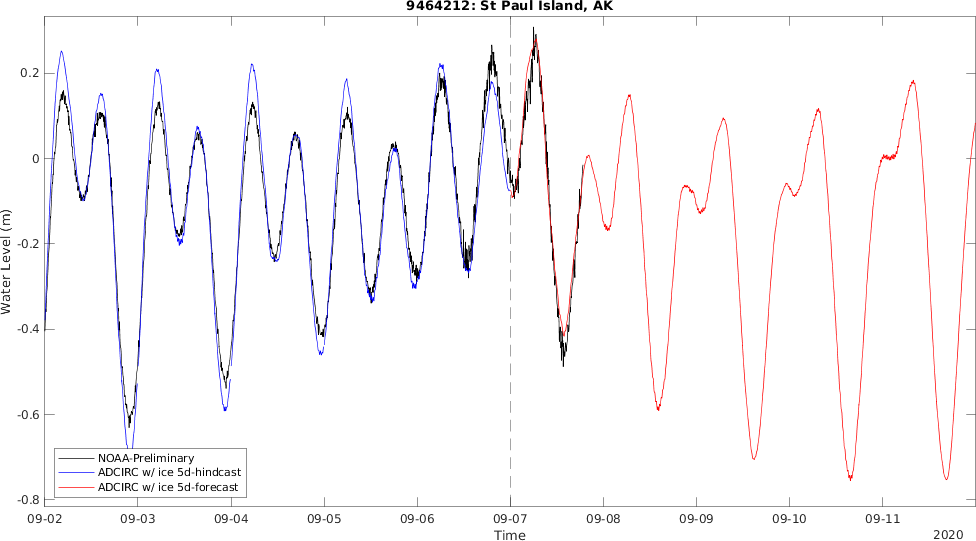 9464212: St Paul Island, AK
Water Level (m)
0.2
0
-0.2
-0.4
-0.6
-0.8
NOAA-Preliminary
ADCIRC w/ ice 5d-hindcast
ADCIRC w/ ice 5d-forecast
09-02 09-03 09-04 09-05 09-06 09-07 09-08 09-09 09-10 09-11
Time
2020